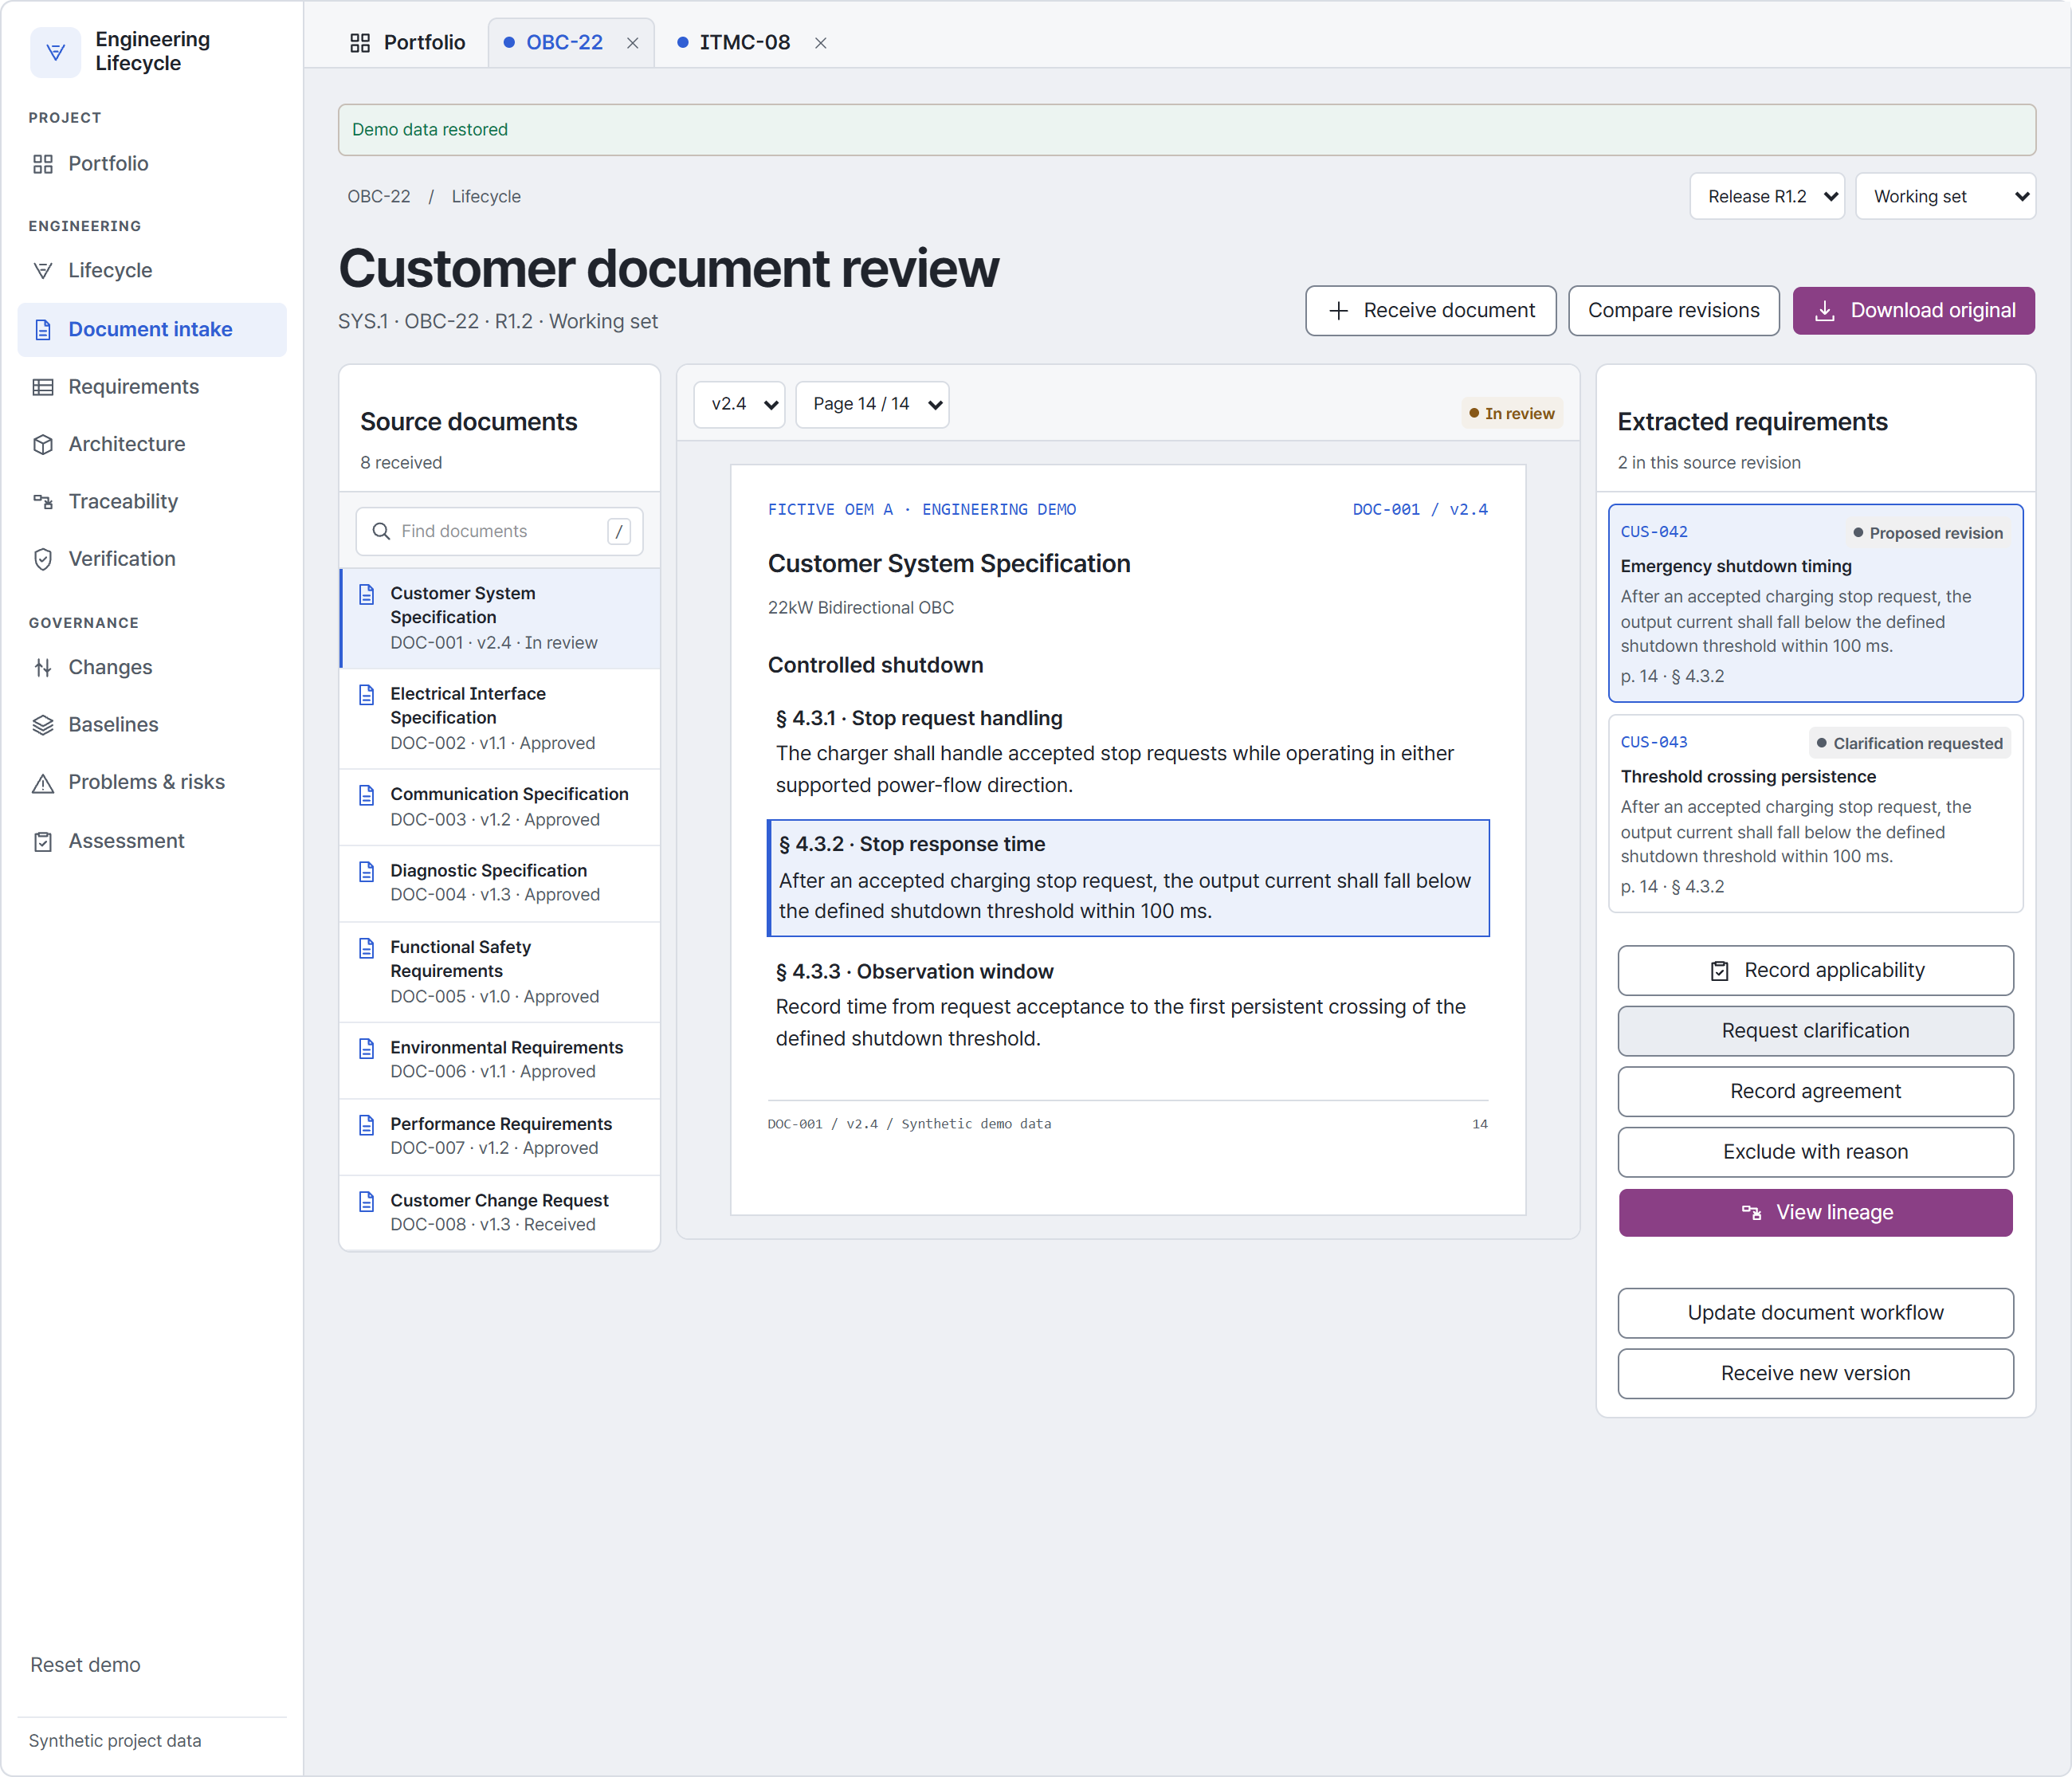 Engineering
Lifecycle
PROJECT
Portfolio
ENGINEERING
Lifecycle
Document intake
Requirements
Architecture
Traceability
Verification
GOVERNANCE
Changes
Baselines
Problems & risks
Assessment
Reset demo
Synthetic project data
Portfolio
OBC-22
ITMC-08
Demo data restored
OBC-22 / Lifecycle
Release R1.2
Working set
Customer document review
SYS.1 · OBC-22 · R1.2 · Working set
Receive document
Compare revisions
Download original
Source documents
8 received
Find documents /
Customer System
Specification
DOC-001 · v2.4 · In review
Electrical Interface
Specification
DOC-002 · v1.1 · Approved
Communication Specification
DOC-003 · v1.2 · Approved
Diagnostic Specification
DOC-004 · v1.3 · Approved
Functional Safety
Requirements
DOC-005 · v1.0 · Approved
Environmental Requirements
DOC-006 · v1.1 · Approved
Performance Requirements
DOC-007 · v1.2 · Approved
Customer Change Request
DOC-008 · v1.3 · Received
v2.4
Page 14 / 14
In review
FICTIVE OEM A · ENGINEERING DEMO
DOC-001 / v2.4
Customer System Specification
22kW Bidirectional OBC
Controlled shutdown
§ 4.3.1 · Stop request handling
The charger shall handle accepted stop requests while operating in either
supported power-flow direction.
§ 4.3.2 · Stop response time
After an accepted charging stop request, the output current shall fall below
the defined shutdown threshold within 100 ms.
§ 4.3.3 · Observation window
Record time from request acceptance to the first persistent crossing of the
defined shutdown threshold.
DOC-001 / v2.4 / Synthetic demo data
14
Extracted requirements
2 in this source revision
CUS-042
Proposed revision
Emergency shutdown timing
After an accepted charging stop request, the
output current shall fall below the defined
shutdown threshold within 100 ms.
p. 14 · § 4.3.2
CUS-043
Clarification requested
Threshold crossing persistence
After an accepted charging stop request, the
output current shall fall below the defined
shutdown threshold within 100 ms.
p. 14 · § 4.3.2
Record applicability
Request clarification
Record agreement
Exclude with reason
View lineage
Update document workflow
Receive new version